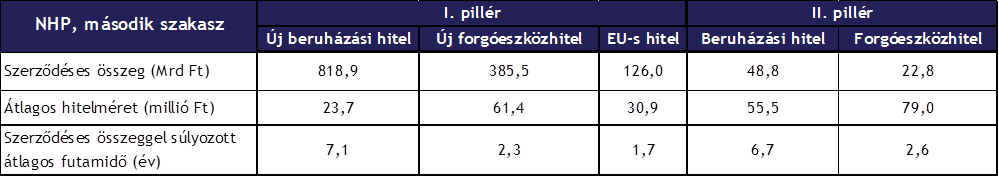 NHP, második szakasz I. pillér II. pillér
Új beruházási hitel Új forgóeszközhitel EU-s hitel Beruházási hitel Forgóeszközhitel
Szerződéses összeg (Mrd Ft) 818,9 385,5 126,0 48,8 22,8
Átlagos hitelméret (millió Ft) 23,7 61,4 30,9 55,5 79,0
Szerződéses összeggel súlyozott
átlagos futamidő (év) 7,1 2,3 1,7 6,7 2,6